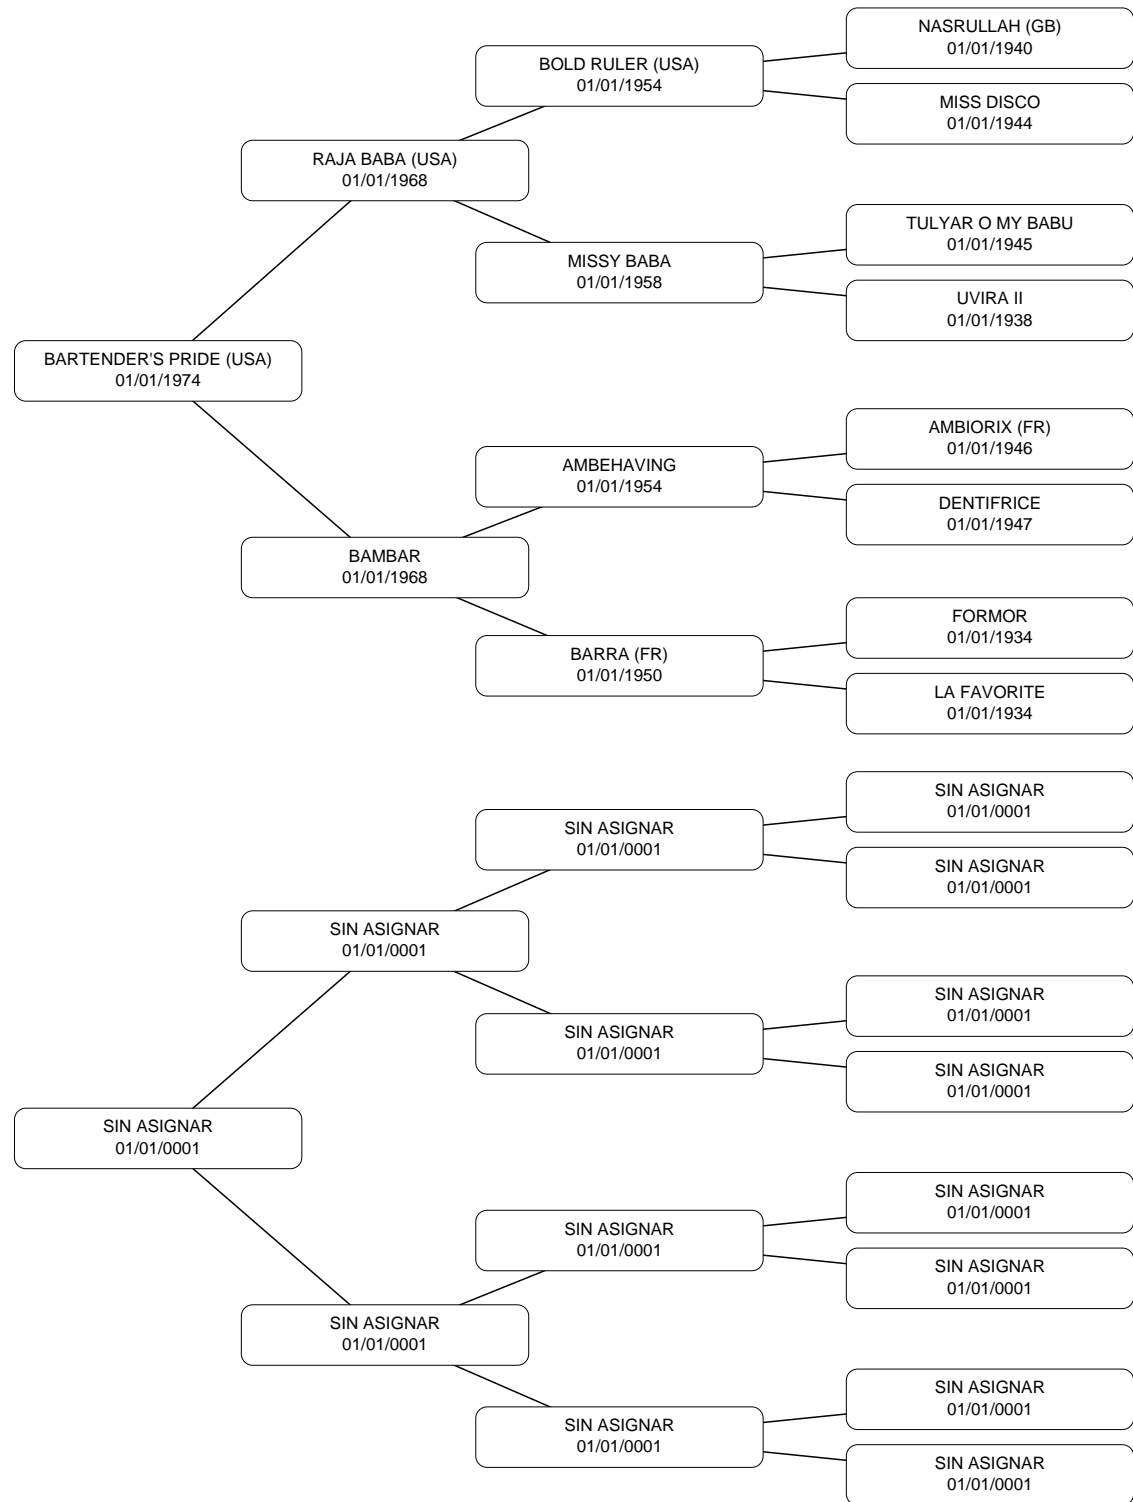 NASRULLAH (GB)
01/01/1940
BOLD RULER (USA)
01/01/1954
MISS DISCO
01/01/1944
RAJA BABA (USA)
01/01/1968
TULYAR O MY BABU
01/01/1945
MISSY BABA
01/01/1958
UVIRA II
01/01/1938
BARTENDER'S PRIDE (USA)
01/01/1974
AMBIORIX (FR)
01/01/1946
AMBEHAVING
01/01/1954
DENTIFRICE
01/01/1947
BAMBAR
01/01/1968
FORMOR
01/01/1934
BARRA (FR)
01/01/1950
LA FAVORITE
01/01/1934
SIN ASIGNAR
01/01/0001
SIN ASIGNAR
01/01/0001
SIN ASIGNAR
01/01/0001
SIN ASIGNAR
01/01/0001
SIN ASIGNAR
01/01/0001
SIN ASIGNAR
01/01/0001
SIN ASIGNAR
01/01/0001
SIN ASIGNAR
01/01/0001
SIN ASIGNAR
01/01/0001
SIN ASIGNAR
01/01/0001
SIN ASIGNAR
01/01/0001
SIN ASIGNAR
01/01/0001
SIN ASIGNAR
01/01/0001
SIN ASIGNAR
01/01/0001
SIN ASIGNAR
01/01/0001